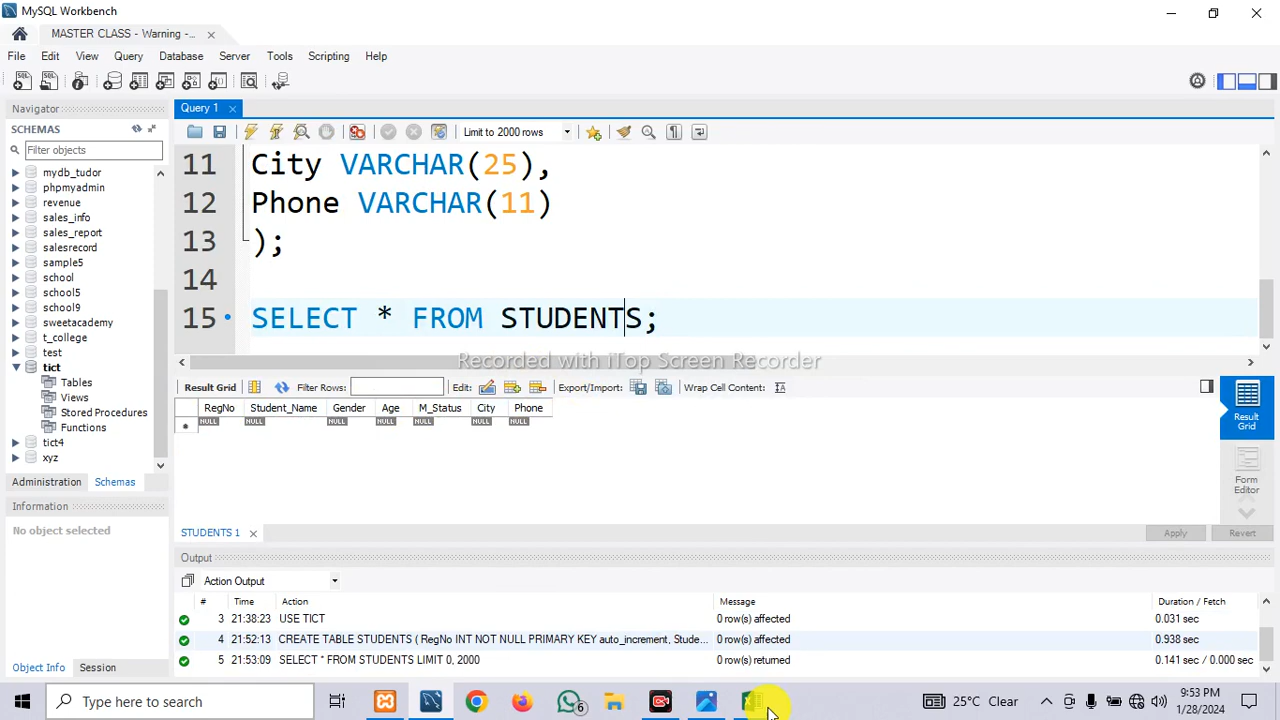 MySQL Workbench
MASTER CLASS - Warning -...
File Edit View Query Database Server Tools Scripting Help
Navigator
Query 1
SCHEMAS
Filter objects
Limit to 2000 rows
mydb_tudor
phpmyadmin
revenue
sales_info
sales_report
salesrecord
sample5
school
school5
school9
sweetacademy
t_college
test
tict
Tables
Views
Stored Procedures
Functions
tict4
xyz
Administration Schemas
Information
No object selected
Object Info Session
11 City VARCHAR(25),
12 Phone VARCHAR(11)
13 );
14
15 SELECT * FROM STUDENTS;
Recorded with iTop Screen Recorder
Result Grid Filter Rows: Edit: Export/Import: Wrap Cell Content:
RegNo Student_Name Gender Age M_Status City Phone
NULL NULL NULL NULL NULL NULL NULL
Result Grid
Form Editor
STUDENTS 1
Apply Revert
Output
Action Output
# Time Action Message Duration / Fetch
3 21:38:23 USE TICT 0 row(s) affected 0.031 sec
4 21:52:13 CREATE TABLE STUDENTS ( RegNo INT NOT NULL PRIMARY KEY auto_increment, Stude... 0 row(s) affected 0.938 sec
5 21:53:09 SELECT * FROM STUDENTS LIMIT 0, 2000 0 row(s) returned 0.141 sec / 0.000 sec
Type here to search
6
25°C Clear
9:53 PM
1/28/2024